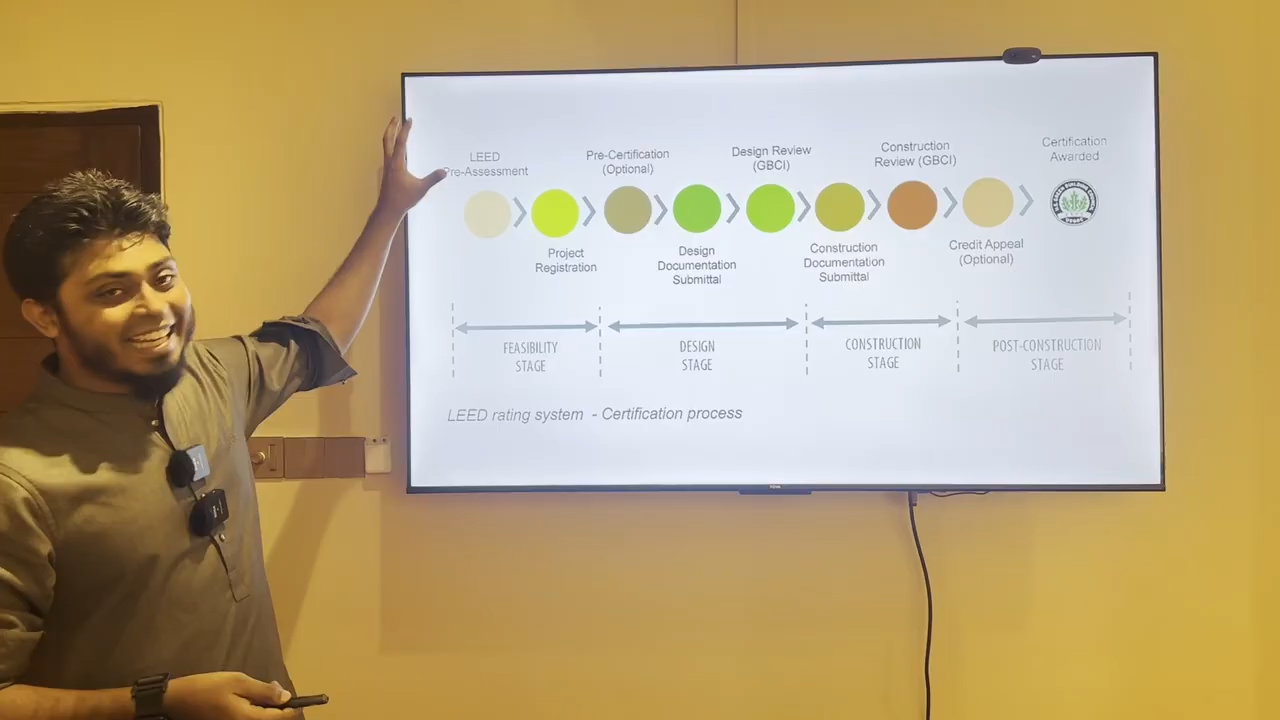 LEED
Pre-Assessment
Project
Registration
Pre-Certification
(Optional)
Design
Documentation
Submittal
Design Review
(GBCI)
Construction
Documentation
Submittal
Construction
Review (GBCI)
Credit Appeal
(Optional)
Certification
Awarded
FEASIBILITY
STAGE
DESIGN
STAGE
CONSTRUCTION
STAGE
POST-CONSTRUCTION
STAGE
LEED rating system - Certification process